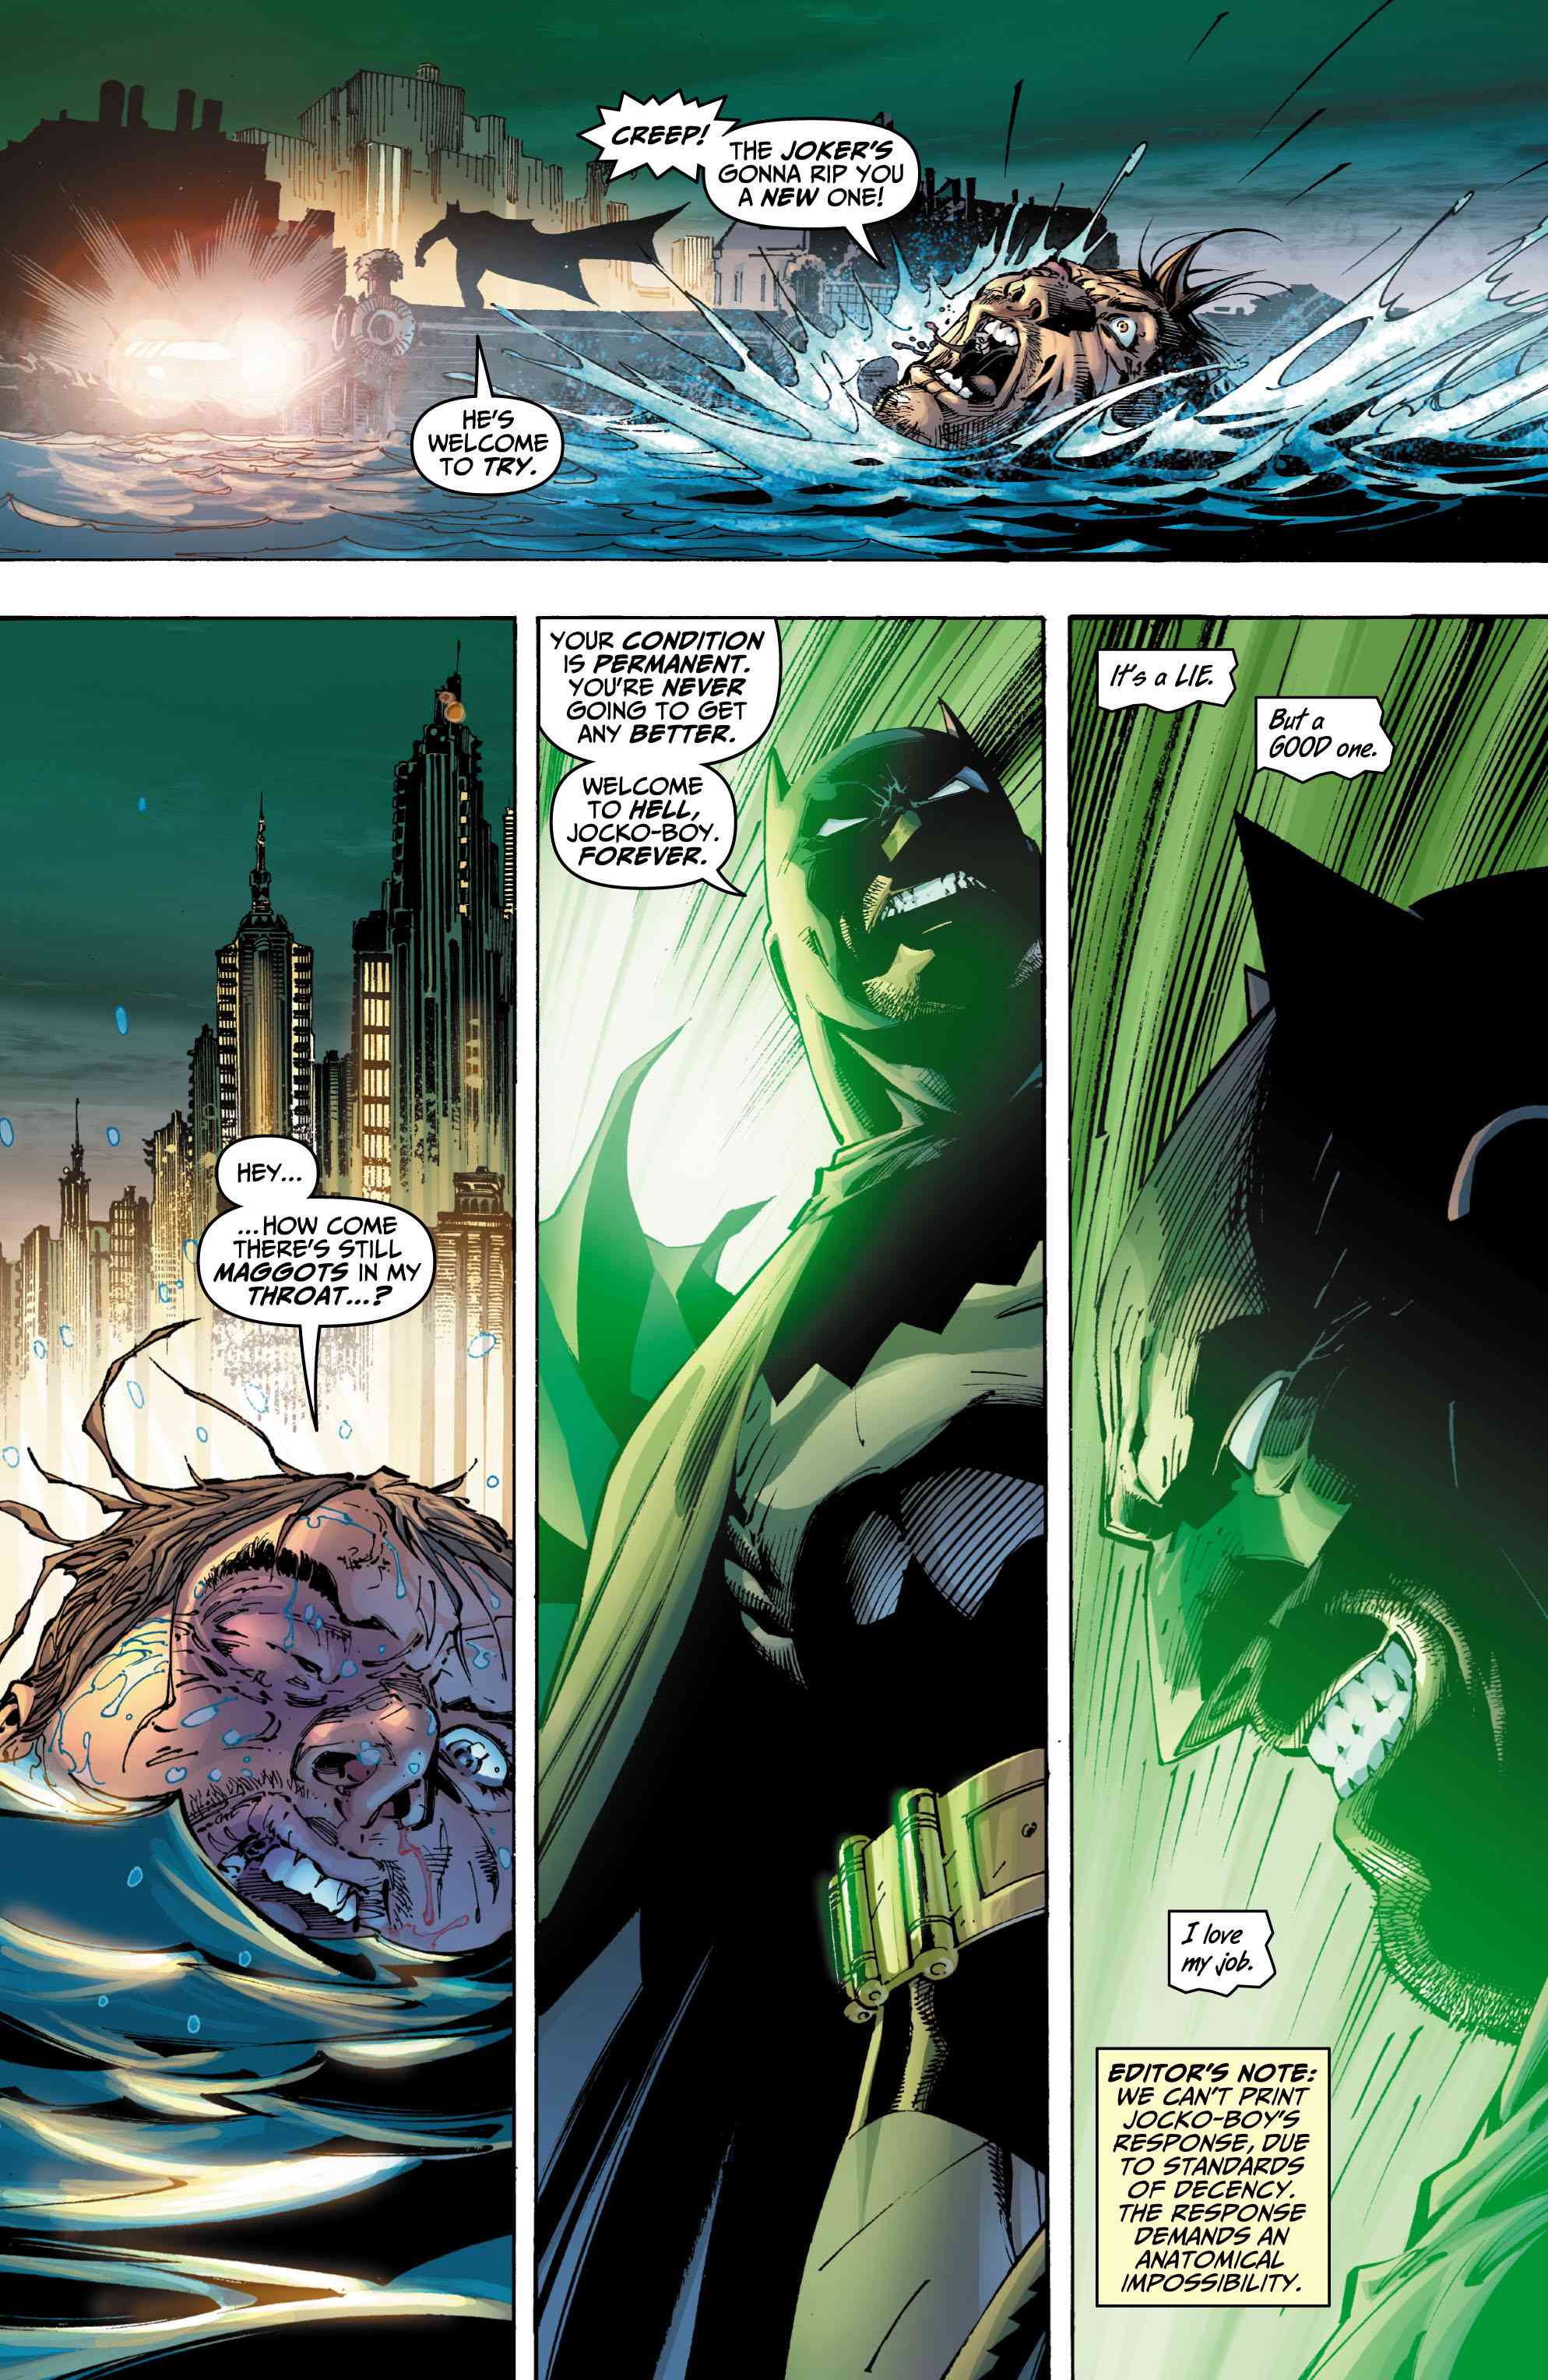 CREEP!
THE JOKER'S
GONNA RIP YOU
A NEW ONE!
HE'S
WELCOME
TO TRY.
HEY...
...HOW COME
THERE'S STILL
MAGGOTS IN MY
THROAT...?
YOUR CONDITION
IS PERMANENT.
YOU'RE NEVER
GOING TO GET
ANY BETTER.
WELCOME
TO HELL,
JOCKO-BOY.
FOREVER.
It's a LIE.
But a
GOOD one.
I love
my job.
EDITOR'S NOTE:
WE CAN'T PRINT
JOCKO-BOY'S
RESPONSE, DUE
TO STANDARDS
OF DECENCY.
THE RESPONSE
DEMANDS AN
ANATOMICAL
IMPOSSIBILITY.